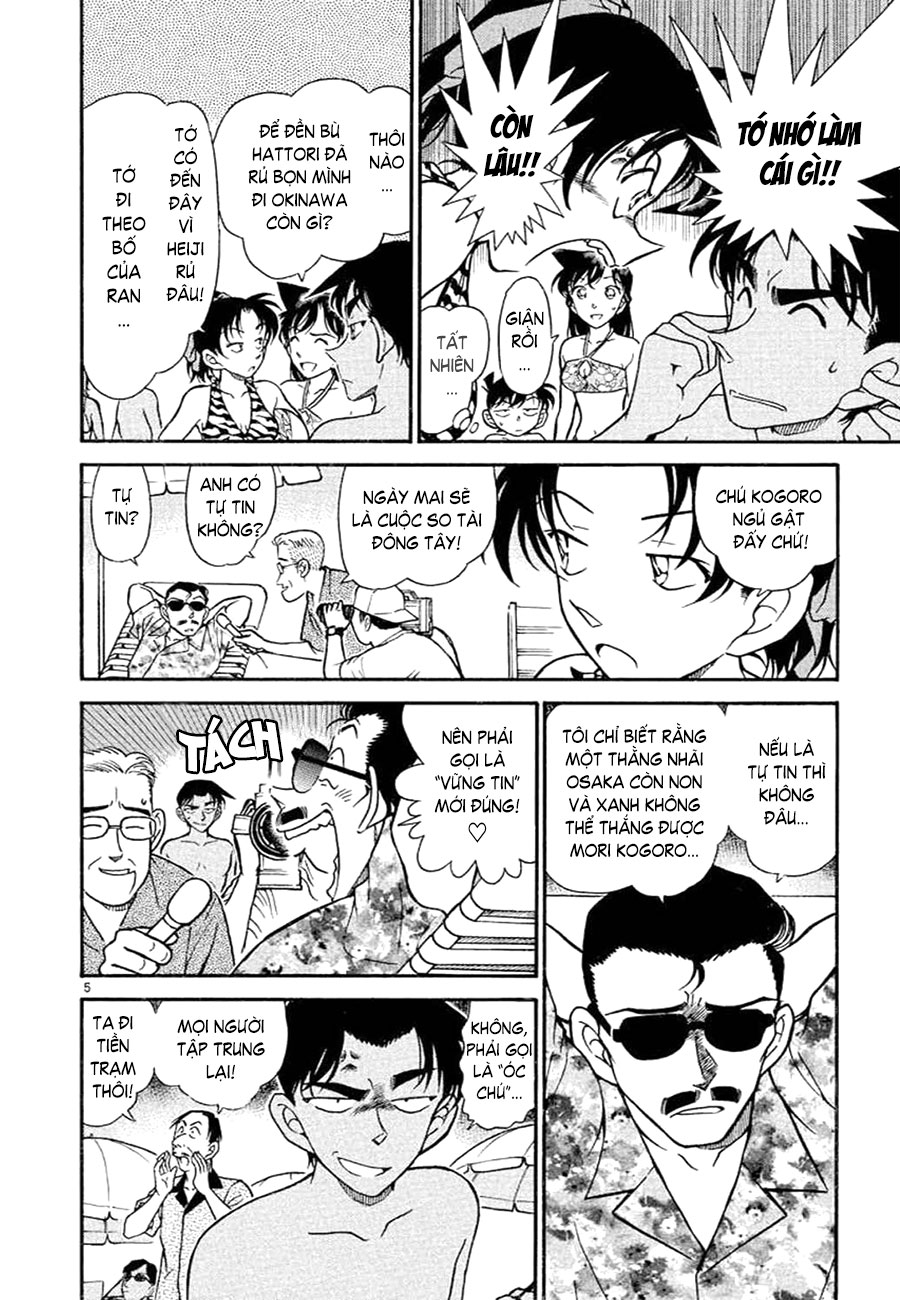 TỚ NHỚ LÀM
CÁI GÌ!!
CÒN
LÂU!!
GIẬN
RỒI
...
TẤT
NHIÊN
...
THÔI
NÀO
...
ĐỂ ĐỀN BÙ
HATTORI ĐÃ
RỦ BỌN MÌNH
ĐI OKINAWA
CÒN GÌ?
TỚ
CÓ
ĐẾN
ĐÂY
VÌ
HEIJI
RỦ
ĐÂU!
TỚ
ĐI
THEO
BỐ
CỦA
RAN
...
CHÚ KOGORO
NGỦ GẬT
ĐẤY CHỨ!
NGÀY MAI SẼ
LÀ CUỘC SO TÀI
ĐÔNG TÂY!
ANH CÓ
TỰ TIN
KHÔNG?
TỰ
TIN?
NẾU LÀ
TỰ TIN THÌ
KHÔNG
ĐÂU...
TÔI CHỈ BIẾT RẰNG
MỘT THẰNG NHÃI
OSAKA CÒN NON
VÀ XANH KHÔNG
THỂ THẮNG ĐƯỢC
MORI KOGORO...
NÊN PHẢI
GỌI LÀ
"VỮNG TIN"
MỚI ĐÚNG!
♡
TÁCH
KHÔNG,
PHẢI GỌI
LÀ "ÓC
CHÚ"...
MỌI NGƯỜI
TẬP TRUNG
LẠI!
TA ĐI
TIỀN
TRẠM
THÔI!
5